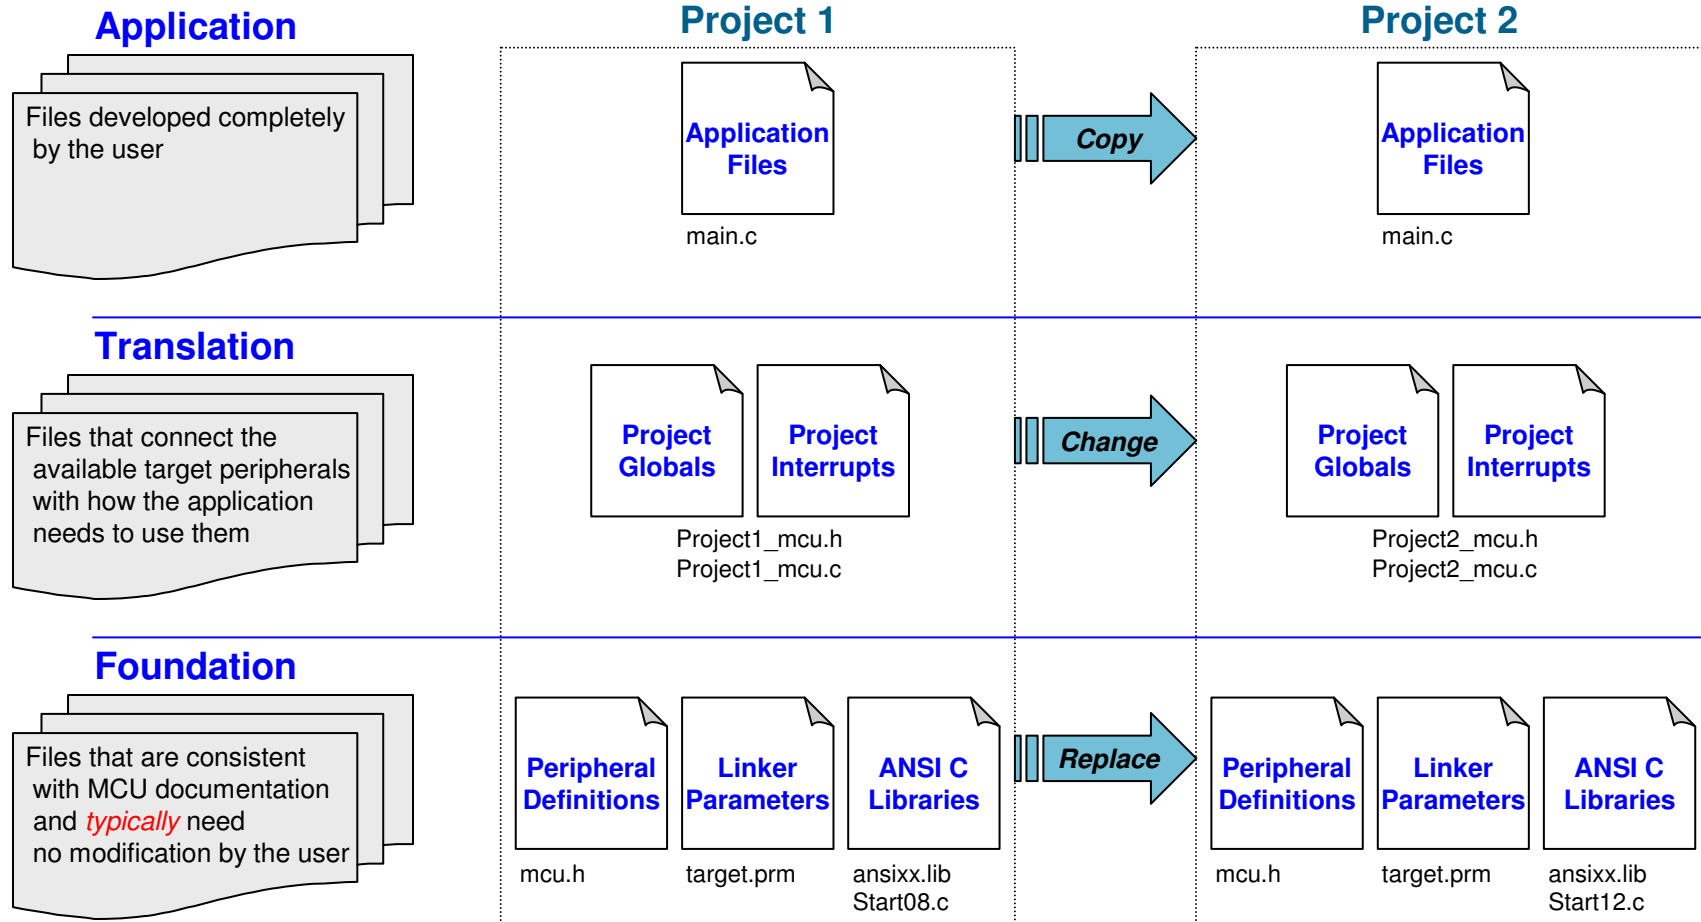 Application
Project 1
Project 2
Files developed completely
by the user
Application
Files
main.c
Copy
Application
Files
main.c
Translation
Files that connect the
available target peripherals
with how the application
needs to use them
Project
Globals
Project
Interrupts
Project1_mcu.h
Project1_mcu.c
Change
Project
Globals
Project
Interrupts
Project2_mcu.h
Project2_mcu.c
Foundation
Files that are consistent
with MCU documentation
and typically need
no modification by the user
Peripheral
Definitions
mcu.h
Linker
Parameters
target.prm
ANSI C
Libraries
ansixx.lib
Start08.c
Replace
Peripheral
Definitions
mcu.h
Linker
Parameters
target.prm
ANSI C
Libraries
ansixx.lib
Start12.c